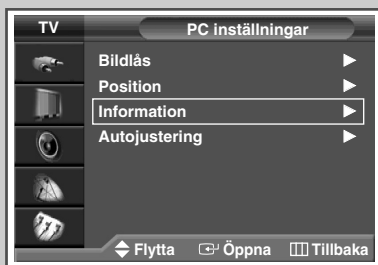 TV
PC inställningar
Bildlås
Position
Information
Autojustering
Flytta Öppna Tillbaka